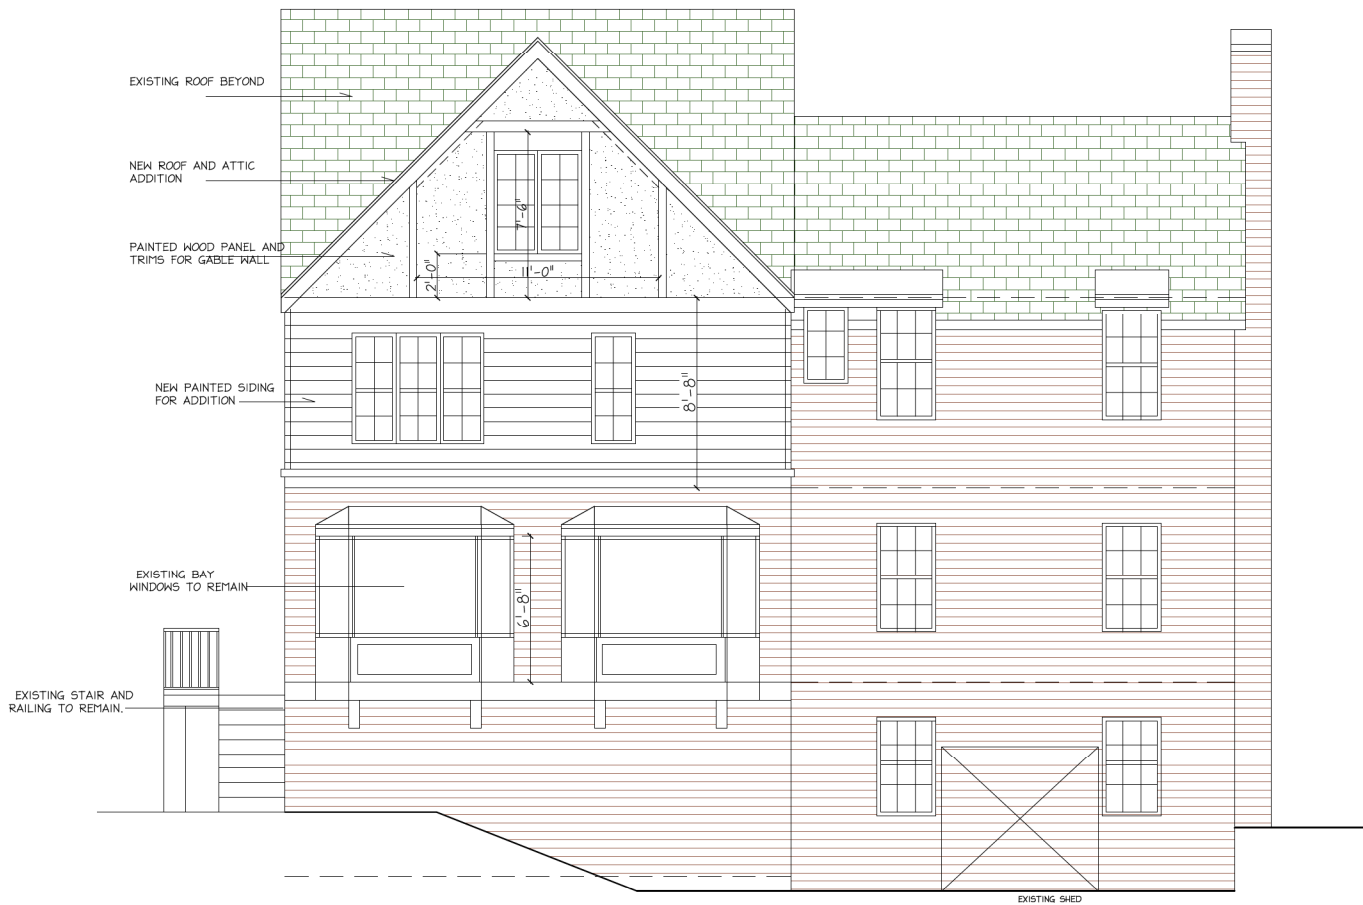 EXISTING ROOF BEYOND
NEW ROOF AND ATTIC
ADDITION
7'-6"
PAINTED WOOD PANEL AND
TRIMS FOR GABLE WALL
2'-0"
11'-0"
NEW PAINTED SIDING
FOR ADDITION
8'-8"
EXISTING BAY
WINDOWS TO REMAIN
6'-8"
EXISTING STAIR AND
RAILING TO REMAIN.
EXISTING SHED